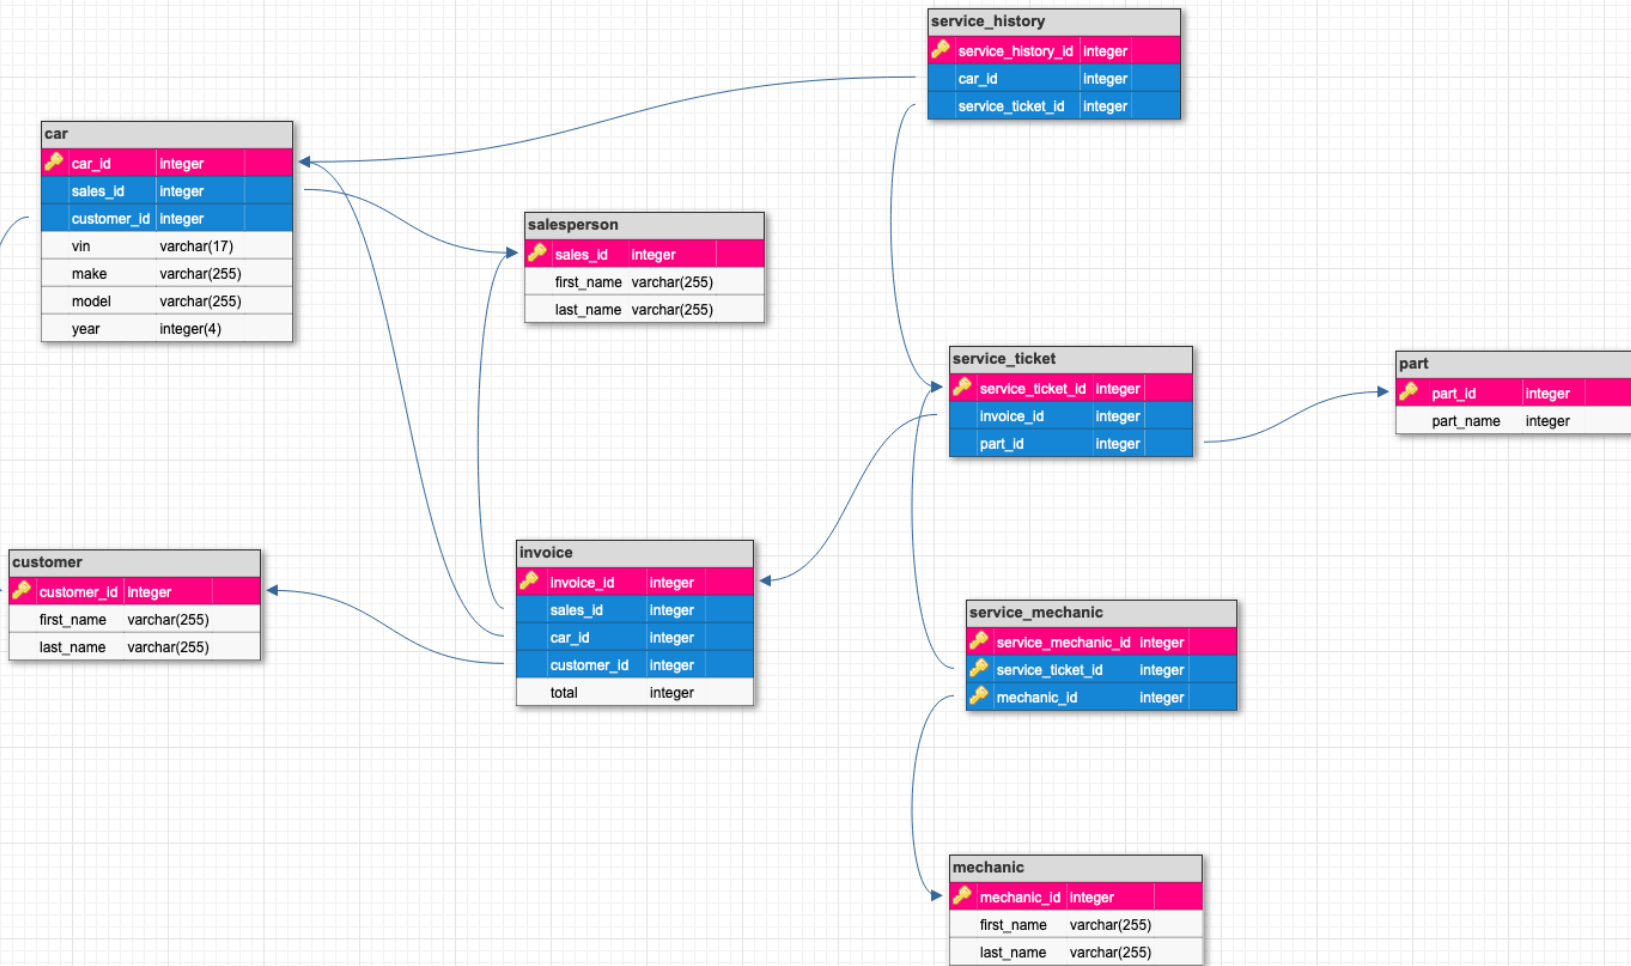 service_history
service_history_id integer
car_id integer
service_ticket_id integer
car
car_id integer
sales_id integer
customer_id integer
vin varchar(17)
make varchar(255)
model varchar(255)
year integer(4)
salesperson
sales_id integer
first_name varchar(255)
last_name varchar(255)
service_ticket
service_ticket_id integer
invoice_id integer
part_id integer
part
part_id integer
part_name integer
customer
customer_id integer
first_name varchar(255)
last_name varchar(255)
invoice
invoice_id integer
sales_id integer
car_id integer
customer_id integer
total integer
service_mechanic
service_mechanic_id integer
service_ticket_id integer
mechanic_id integer
mechanic
mechanic_id integer
first_name varchar(255)
last_name varchar(255)